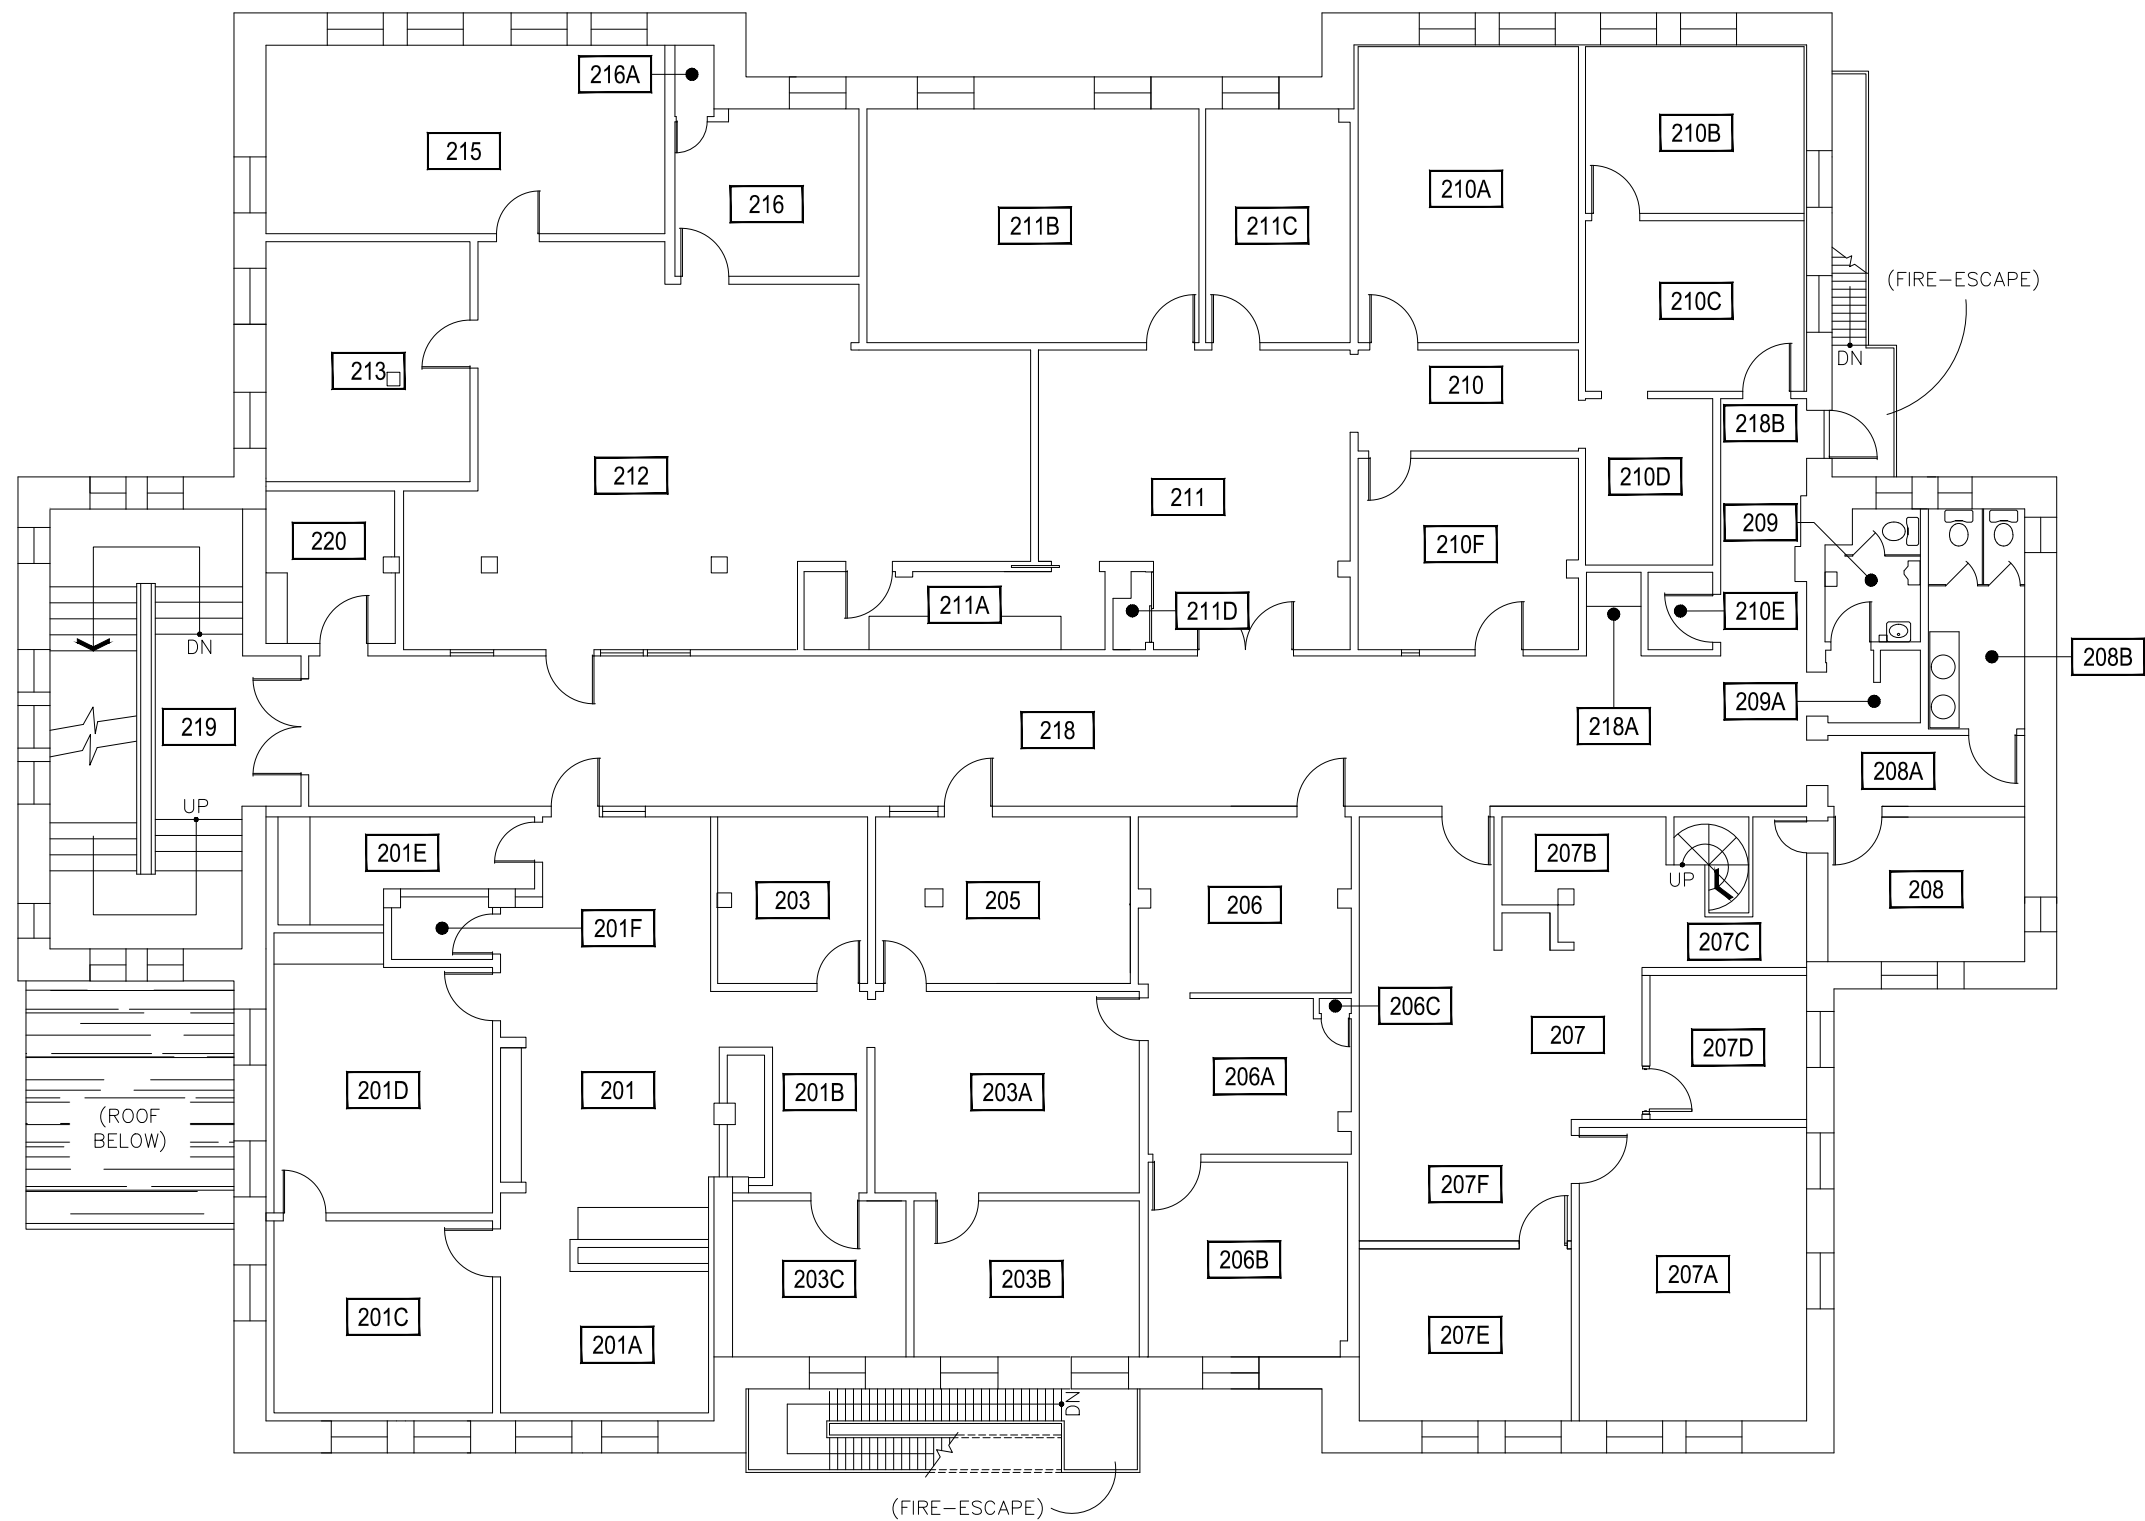 216A
215
210B
216
210A
211B
211C
(FIRE-ESCAPE)
210C
DN
213
210
218B
212
210D
211
209
220
210F
211A
211D
210E
DN
208B
209A
219
218
218A
208A
UP
201E
207B
UP
203
205
206
208
201F
207C
206C
207
207D
206A
201D
201
201B
203A
(ROOF
BELOW)
207F
206B
203C
203B
207A
201C
201A
207E
DN
(FIRE-ESCAPE)